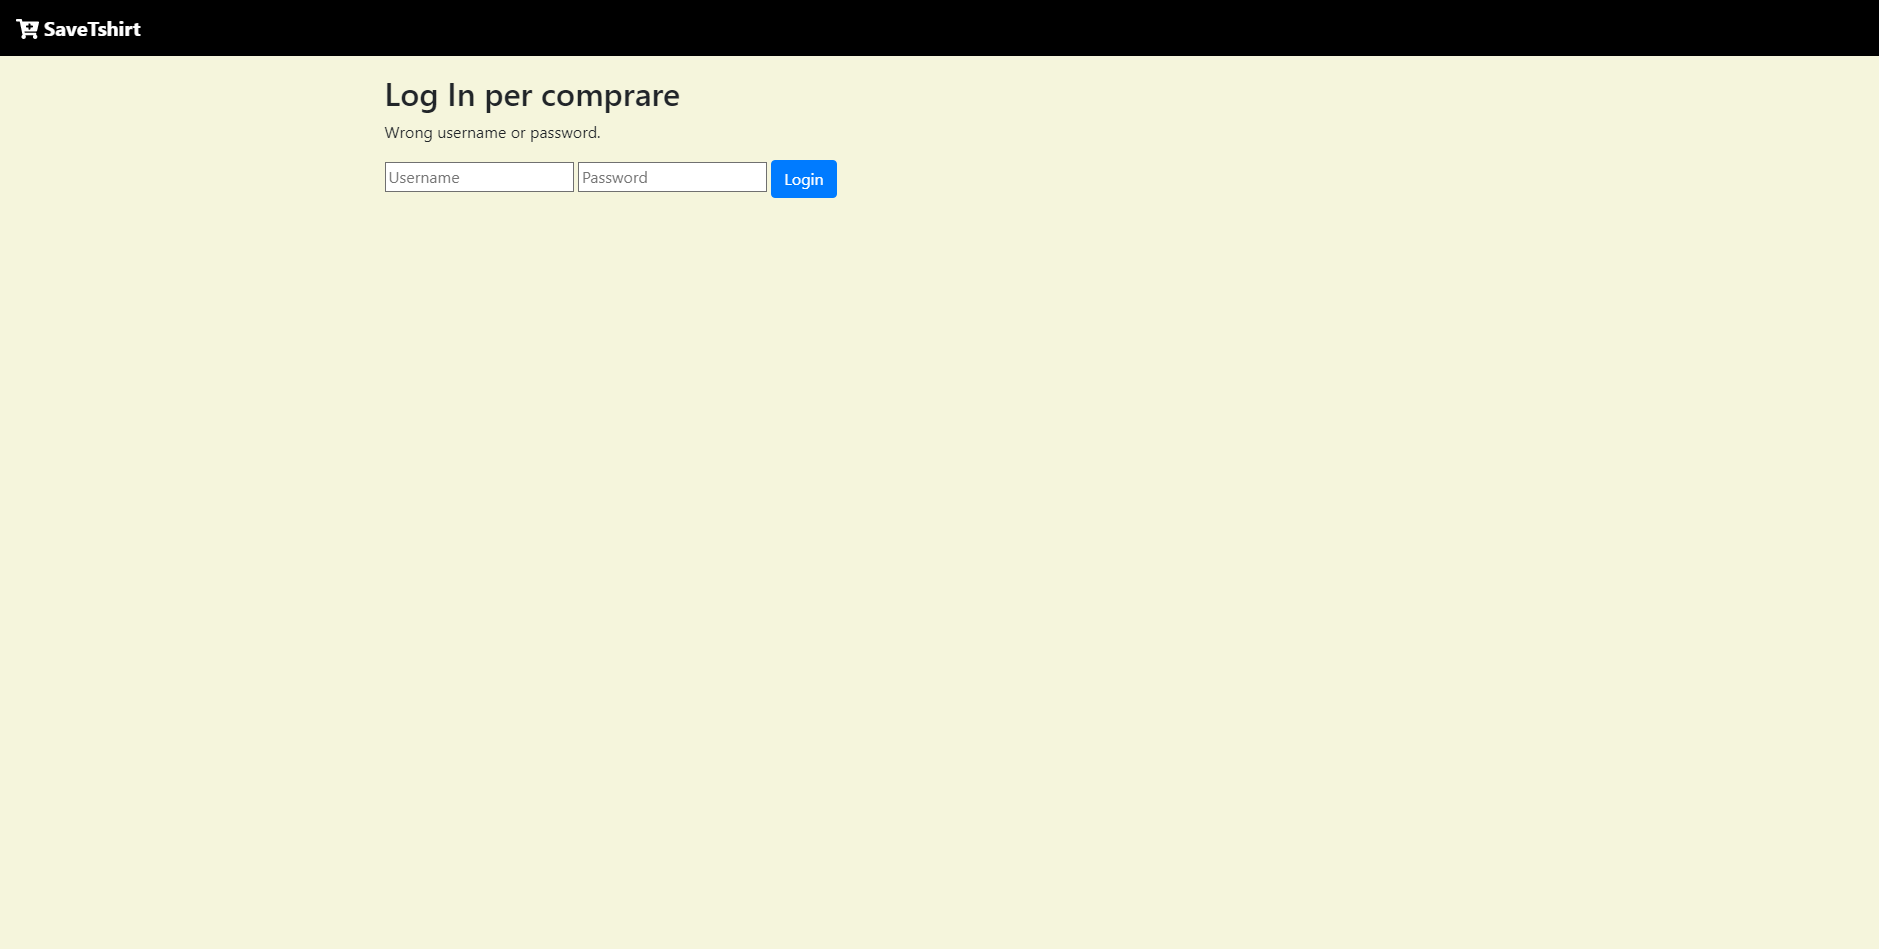 SaveTshirt
Log In per comprare
Wrong username or password.
Username Password Login